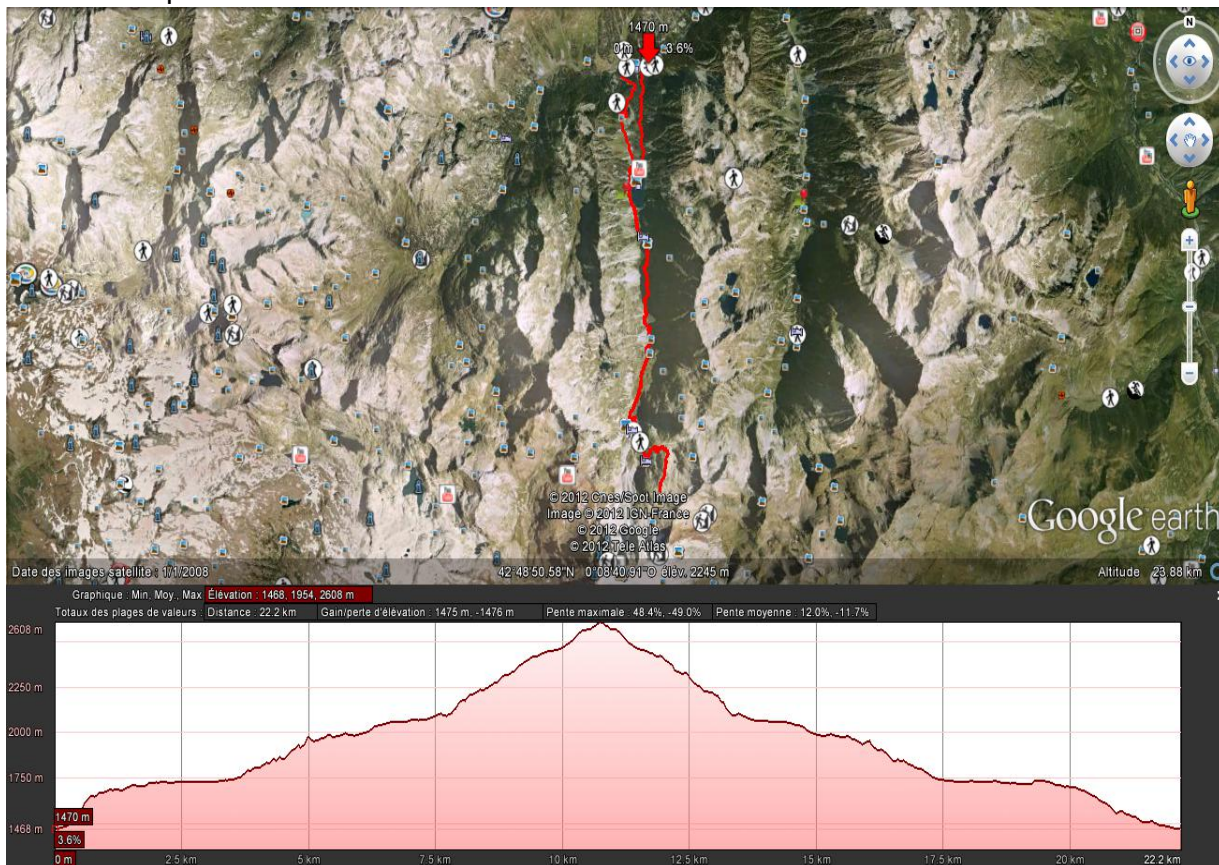 1470 m
0 m 3.6%
N
© 2012 Cnes/Spot Image
Image © 2012 IGN-France
© 2012 Google
© 2012 Tele Atlas
Google earth
Date des images satellite : 1/1/2008 42°48'50.58"N 0°08'40.91"O élév. 2245 m Altitude 23.88 km
Graphique : Min, Moy., Max Élévation : 1468, 1954, 2608 m
Totaux des plages de valeurs : Distance : 22.2 km Gain/perte d'élévation : 1475 m, -1476 m Pente maximale : 48.4%, -49.0% Pente moyenne : 12.0%, -11.7%
2608 m
2250 m
2000 m
1750 m
1470 m
1468 m
3.6%
0 m 2.5 km 5 km 7.5 km 10 km 12.5 km 15 km 17.5 km 20 km 22.2 km